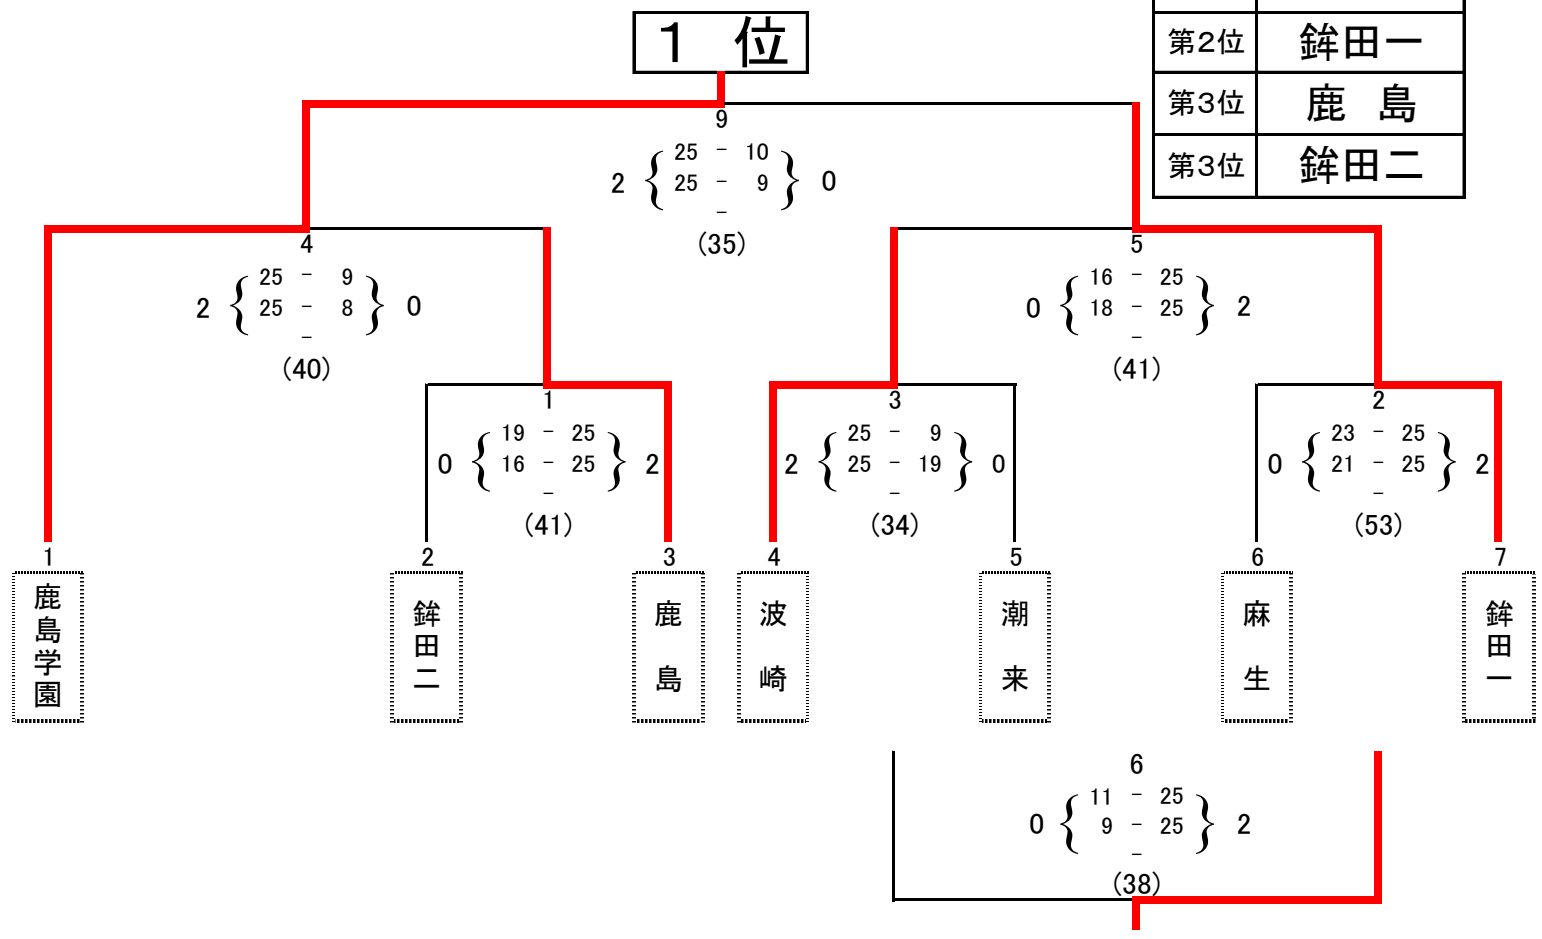 1 位
第2位 鉾田一
第3位 鹿 島
第3位 鉾田二
9
25 - 10
2 { 25 - 9 } 0
-
(35)
4
25 - 9
2 { 25 - 8 } 0
-
(40)
5
16 - 25
0 { 18 - 25 } 2
-
(41)
1
19 - 25
0 { 16 - 25 } 2
-
(41)
3
25 - 9
2 { 25 - 19 } 0
-
(34)
2
23 - 25
0 { 21 - 25 } 2
-
(53)
1 2 3 4 5 6 7
鹿島学園
鉾田二
鹿島
波崎
潮来
麻生
鉾田一
6
11 - 25
0 { 9 - 25 } 2
-
(38)